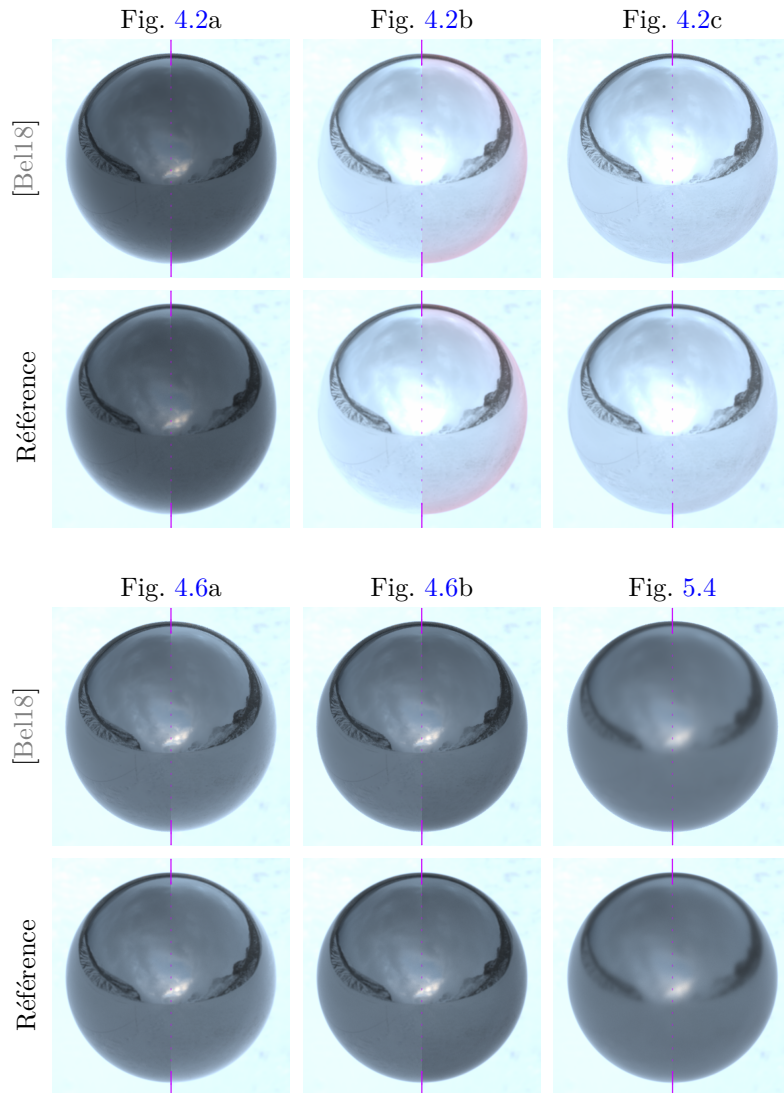 Fig. 4.2a Fig. 4.2b Fig. 4.2c
[Bel18]
Référence
Fig. 4.6a Fig. 4.6b Fig. 5.4
[Bel18]
Référence